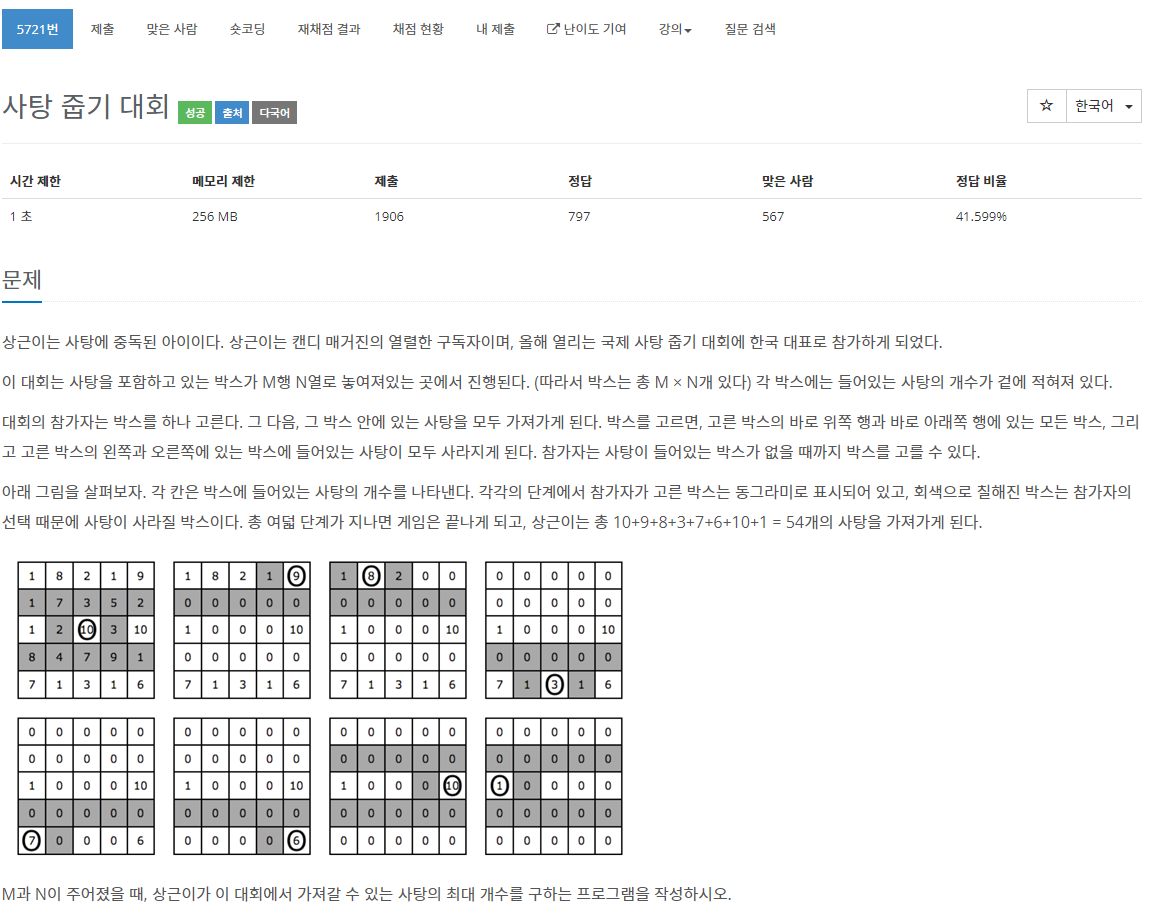 5721번 제출 맞은 사람 숏코딩 재채점 결과 채점 현황 내 제출 난이도 기여 강의 질문 검색
사탕 줍기 대회 성공 출처 다국어 ☆ 한국어
시간 제한 메모리 제한 제출 정답 맞은 사람 정답 비율
1 초 256 MB 1906 797 567 41.599%
문제
상근이는 사탕에 중독된 아이이다. 상근이는 캔디 매거진의 열렬한 구독자이며, 올해 열리는 국제 사탕 줍기 대회에 한국 대표로 참가하게 되었다.
이 대회는 사탕을 포함하고 있는 박스가 M행 N열로 놓여져있는 곳에서 진행된다. (따라서 박스는 총 M × N개 있다) 각 박스에는 들어있는 사탕의 개수가 겉에 적혀져 있다.
대회의 참가자는 박스를 하나 고른다. 그 다음, 그 박스 안에 있는 사탕을 모두 가져가게 된다. 박스를 고르면, 고른 박스의 바로 위쪽 행과 바로 아래쪽 행에 있는 모든 박스, 그리
고 고른 박스의 왼쪽과 오른쪽에 있는 박스에 들어있는 사탕이 모두 사라지게 된다. 참가자는 사탕이 들어있는 박스가 없을 때까지 박스를 고를 수 있다.
아래 그림을 살펴보자. 각 칸은 박스에 들어있는 사탕의 개수를 나타낸다. 각각의 단계에서 참가자가 고른 박스는 동그라미로 표시되어 있고, 회색으로 칠해진 박스는 참가자의
선택 때문에 사탕이 사라질 박스이다. 총 여덟 단계가 지나면 게임은 끝나게 되고, 상근이는 총 10+9+8+3+7+6+10+1 = 54개의 사탕을 가져가게 된다.
1 8 2 1 9 1 8 2 1 9 1 8 2 0 0 0 0 0 0 0
1 7 3 5 2 0 0 0 0 0 0 0 0 0 0 0 0 0 0 0
1 2 10 3 10 1 0 0 0 10 1 0 0 0 10 1 0 0 0 10
8 4 7 9 1 0 0 0 0 0 0 0 0 0 0 0 0 0 0 0
7 1 3 1 6 7 1 3 1 6 7 1 3 1 6 7 1 3 1 6
0 0 0 0 0 0 0 0 0 0 0 0 0 0 0 0 0 0 0 0
0 0 0 0 0 0 0 0 0 0 0 0 0 0 0 0 0 0 0 0
1 0 0 0 10 1 0 0 0 10 1 0 0 0 10 1 0 0 0 0
0 0 0 0 0 0 0 0 0 0 0 0 0 0 0 0 0 0 0 0
7 0 0 0 6 0 0 0 0 6 0 0 0 0 0 0 0 0 0 0
M과 N이 주어졌을 때, 상근이가 이 대회에서 가져갈 수 있는 사탕의 최대 개수를 구하는 프로그램을 작성하시오.